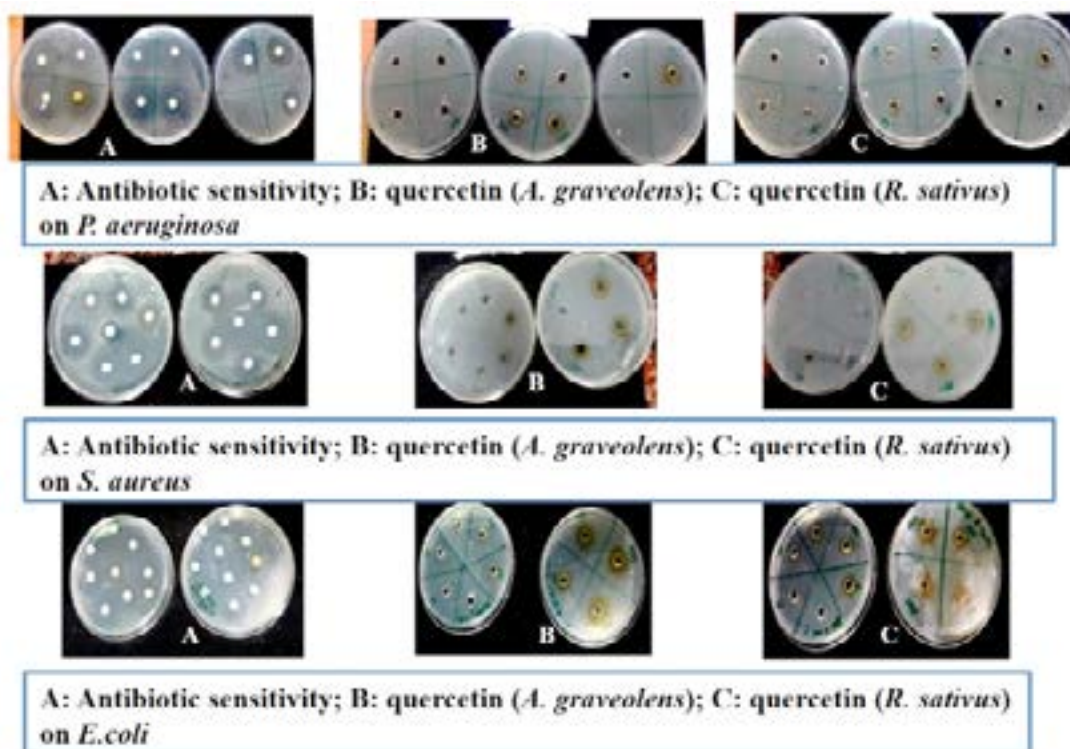 A
B
C
A: Antibiotic sensitivity; B: quercetin (A. graveolens); C: quercetin (R. sativus)
on P. aeruginosa
A
B
C
A: Antibiotic sensitivity; B: quercetin (A. graveolens); C: quercetin (R. sativus)
on S. aureus
A
B
C
A: Antibiotic sensitivity; B: quercetin (A. graveolens); C: quercetin (R. sativus)
on E.coli